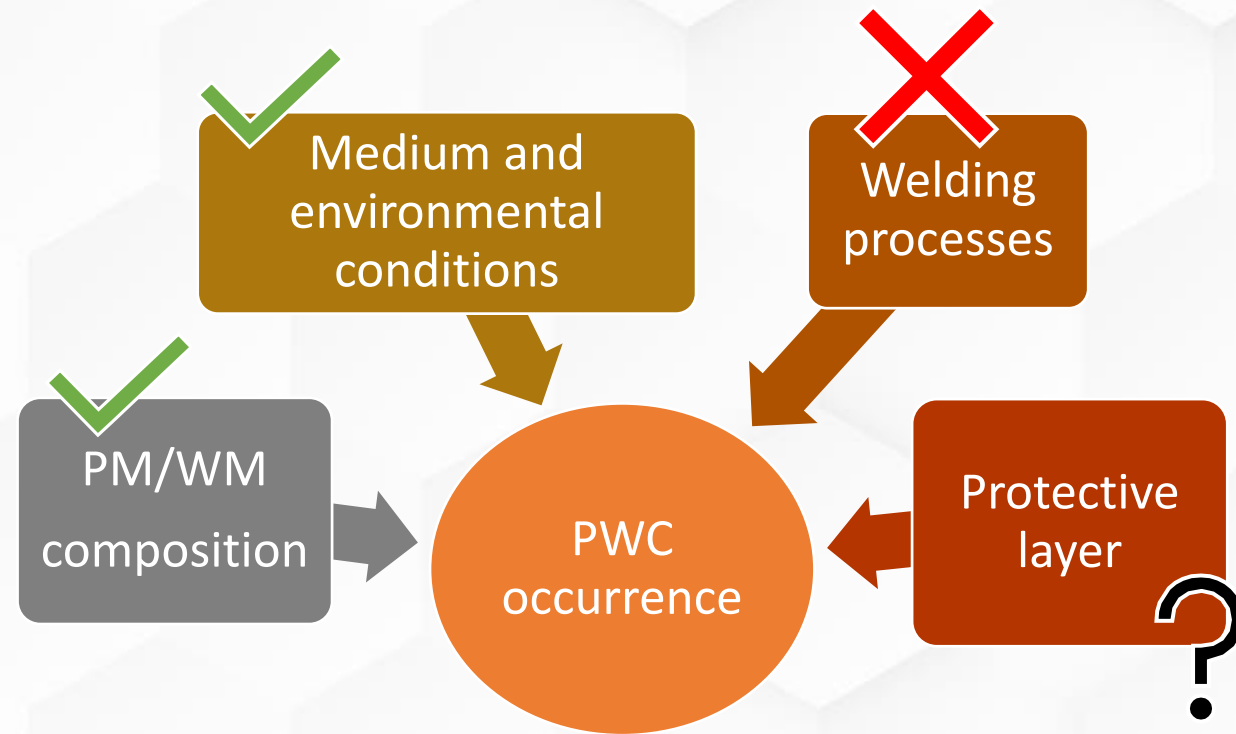 Medium and
environmental
conditions
Welding
processes
PM/WM
composition
PWC
occurrence
Protective
layer
?